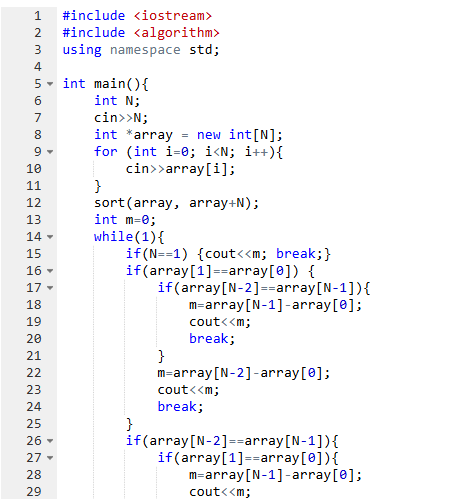 1 #include <iostream>
2 #include <algorithm>
3 using namespace std;
4
5 int main(){
6     int N;
7     cin>>N;
8     int *array = new int[N];
9     for (int i=0; i<N; i++){
10         cin>>array[i];
11     }
12     sort(array, array+N);
13     int m=0;
14     while(1){
15         if(N==1) {cout<<m; break;}
16         if(array[1]==array[0]) {
17             if(array[N-2]==array[N-1]){
18                 m=array[N-1]-array[0];
19                 cout<<m;
20                 break;
21             }
22             m=array[N-2]-array[0];
23             cout<<m;
24             break;
25         }
26         if(array[N-2]==array[N-1]){
27             if(array[1]==array[0]){
28                 m=array[N-1]-array[0];
29                 cout<<m;